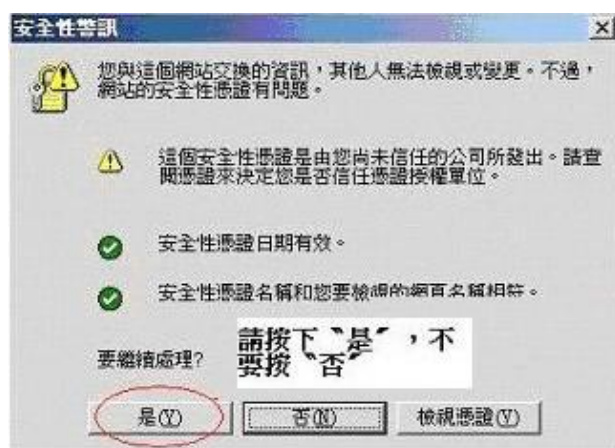 安全性警訊
您與這個網站交換的資訊，其他人無法檢視或變更。不過，
網站的安全性憑證有問題。
這個安全性憑證是由您尚未信任的公司所發出。請查
閱憑證來決定您是否信任憑證授權單位。
安全性憑證日期有效。
安全性憑證名稱和您要檢視的網頁名稱相符。
請按下〝是〞，不
要按〝否〞
要繼續處理?
是(Y)
否(N)
檢視憑證(V)